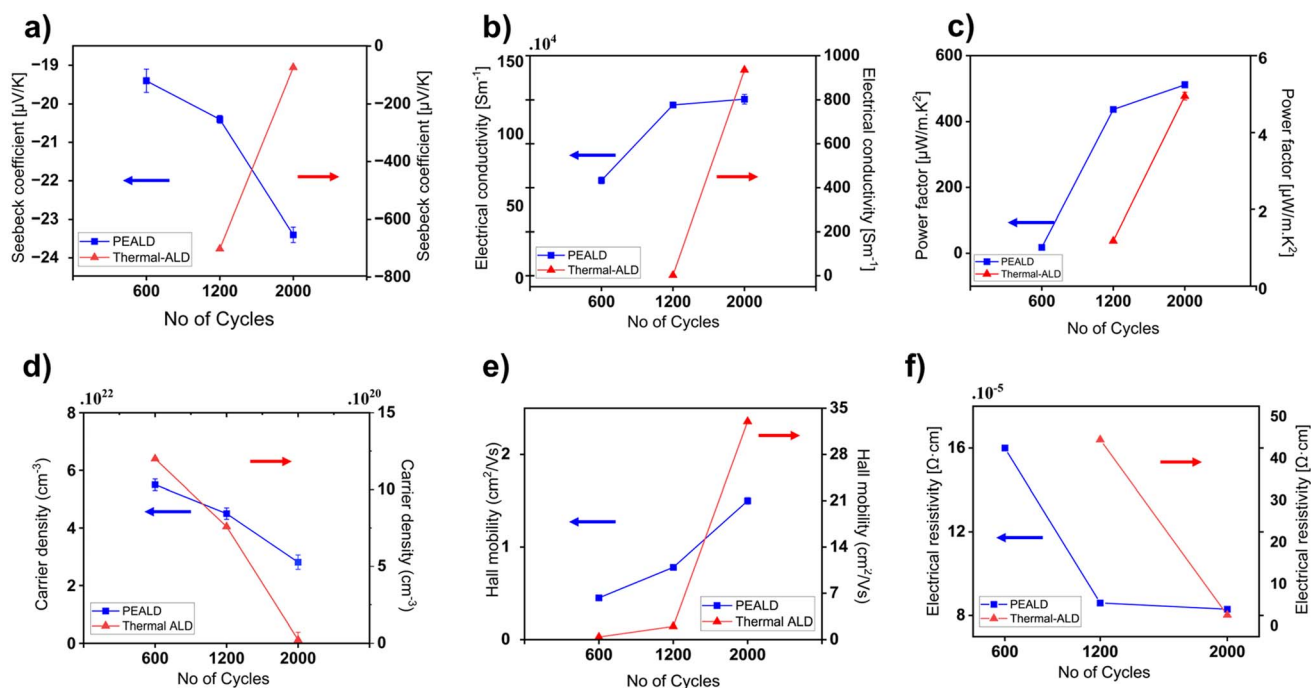 a)
Seebeck coefficient [µV/K]
−19
−20
−21
−22
−23
−24
0
−200
−400
−600
−800
Seebeck coefficient [µV/K]
PEALD
Thermal-ALD
600 1200 2000
No of Cycles
b)
.10⁴
Electrical conductivity [Sm⁻¹]
150
100
50
0
1000
800
600
400
200
0
Electrical conductivity [Sm⁻¹]
PEALD
Thermal-ALD
600 1200 2000
No of Cycles
c)
Power factor [µW/m.K²]
600
400
200
0
6
4
2
0
Power factor [µW/m.K²]
PEALD
Thermal-ALD
600 1200 2000
No of Cycles
d)
.10²²
.10²⁰
Carrier density (cm⁻³)
8
6
4
2
0
15
10
5
0
Carrier density (cm⁻³)
PEALD
Thermal ALD
600 1200 2000
No of Cycles
e)
Hall mobility (cm²/Vs)
2
1
0
35
28
21
14
7
0
Hall mobility (cm²/Vs)
PEALD
Thermal ALD
600 1200 2000
No of Cycles
f)
.10⁻⁵
Electrical resistivity [Ω·cm]
16
12
8
50
40
30
20
10
0
Electrical resistivity [Ω·cm]
PEALD
Thermal-ALD
600 1200 2000
No of Cycles